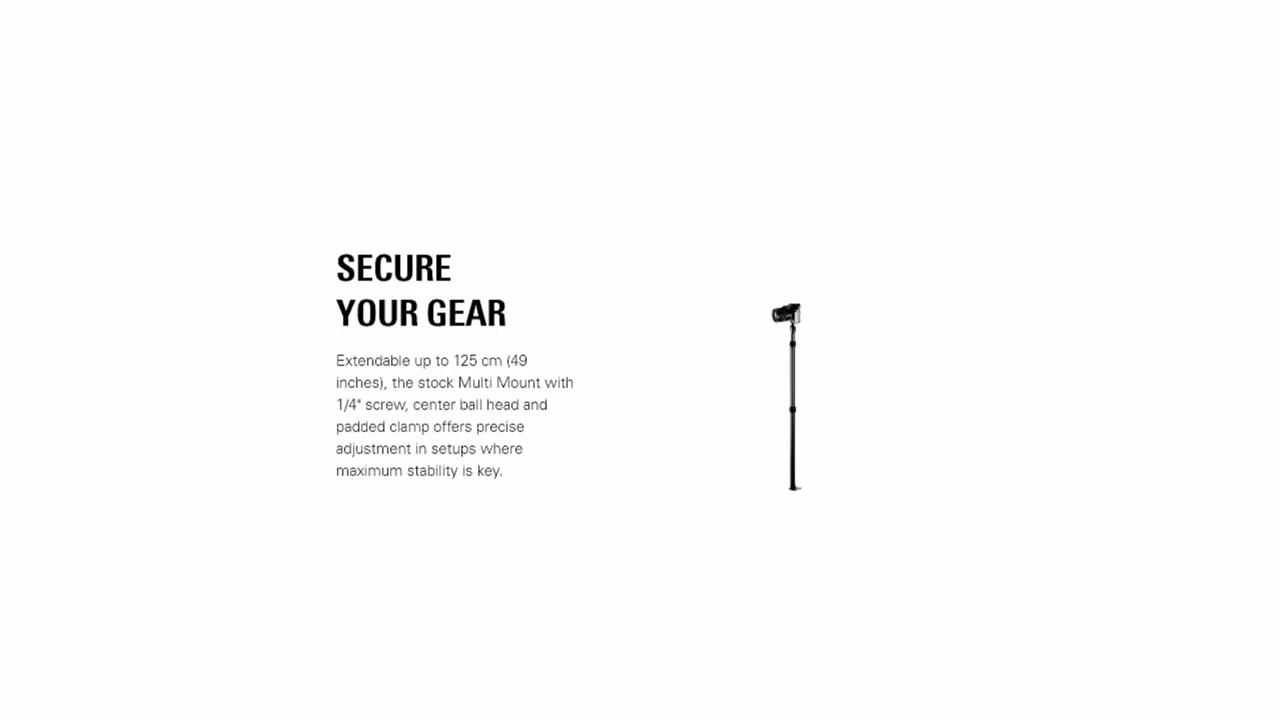 SECURE
YOUR GEAR
Extendable up to 125 cm (49
inches), the stock Multi Mount with
1/4" screw, center ball head and
padded clamp offers precise
adjustment in setups where
maximum stability is key.